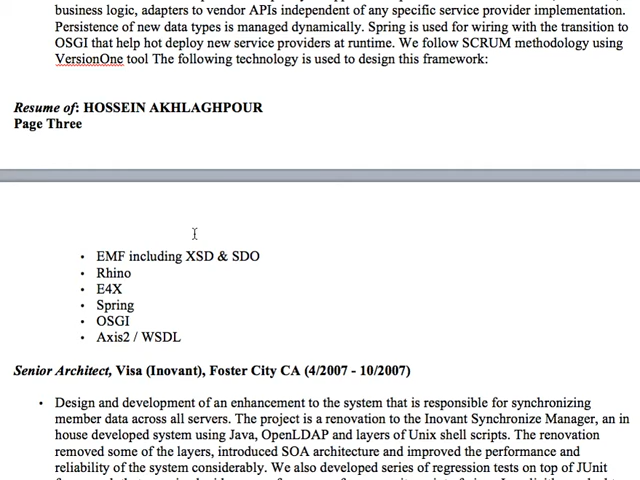 business logic, adapters to vendor APIs independent of any specific service provider implementation.
Persistence of new data types is managed dynamically. Spring is used for wiring with the transition to
OSGI that help hot deploy new service providers at runtime. We follow SCRUM methodology using
VersionOne tool The following technology is used to design this framework:
Resume of: HOSSEIN AKHLAGHPOUR
Page Three
• EMF including XSD & SDO
• Rhino
• E4X
• Spring
• OSGI
• Axis2 / WSDL
Senior Architect, Visa (Inovant), Foster City CA (4/2007 - 10/2007)
• Design and development of an enhancement to the system that is responsible for synchronizing
member data across all servers. The project is a renovation to the Inovant Synchronize Manager, an in
house developed system using Java, OpenLDAP and layers of Unix shell scripts. The renovation
removed some of the layers, introduced SOA architecture and improved the performance and
reliability of the system considerably. We also developed series of regression tests on top of JUnit